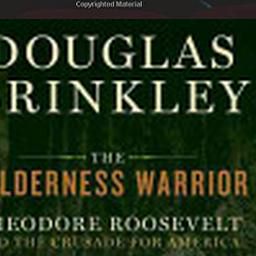 Copyrighted Material
DOUGLAS
RINKLEY
THE
LDERNESS WARRIOR
HEODORE ROOSEVELT
D THE CRUSADE FOR AMERICA